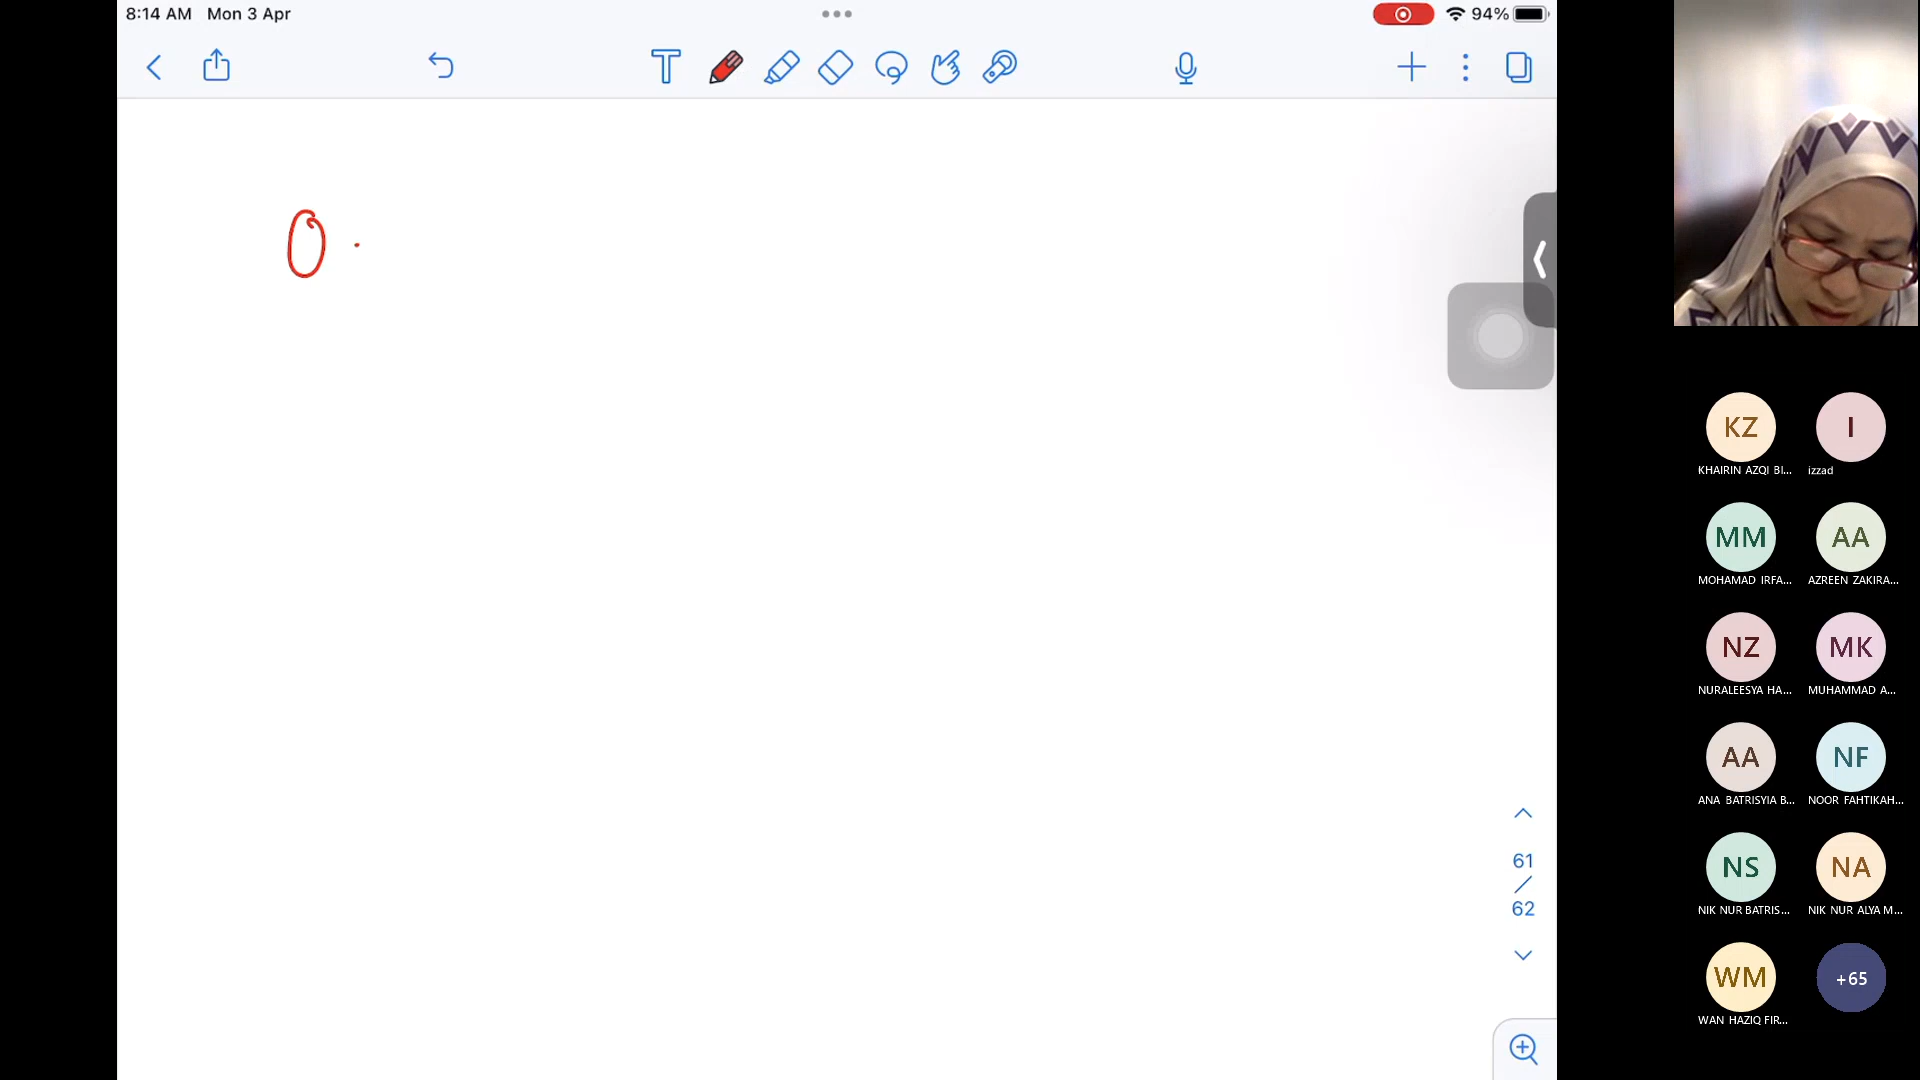 8:14 AM Mon 3 Apr
94%
T
0 .
61
/
62
KZ
KHAIRIN AZQI BI...
I
izzad
MM
MOHAMAD IRFA...
AA
AZREEN ZAKIRA...
NZ
NURALEESYA HA...
MK
MUHAMMAD A...
AA
ANA BATRISYIA B...
NF
NOOR FAHTIKAH...
NS
NIK NUR BATRIS...
NA
NIK NUR ALYA M...
WM
WAN HAZIQ FIR...
+65